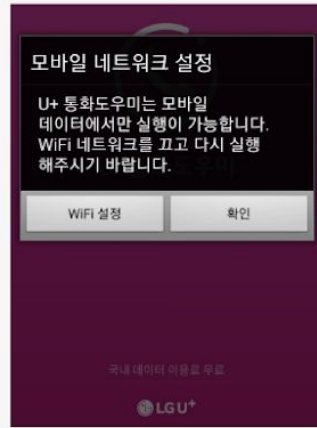 모바일 네트워크 설정
U+ 통화도우미는 모바일
데이터에서만 실행이 가능합니다.
WiFi 네트워크를 끄고 다시 실행
해주시기 바랍니다.
도우미
WiFi 설정
확인
국내 데이터 이용료 무료
LG U+